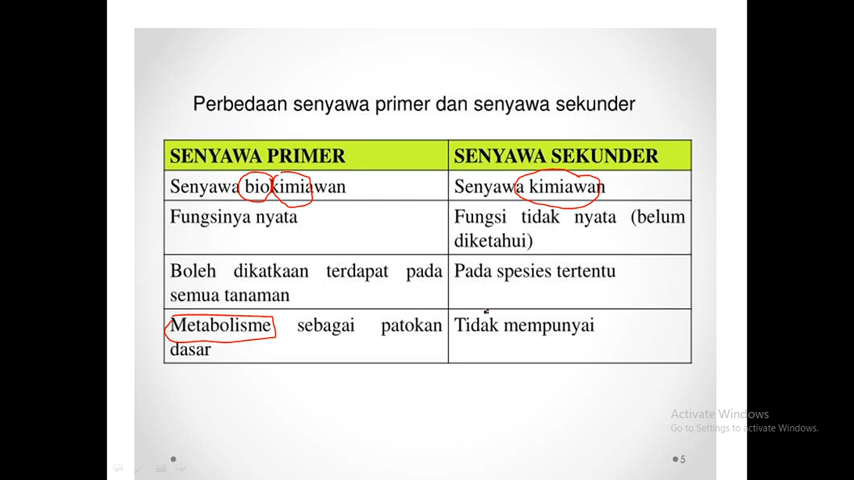 Perbedaan senyawa primer dan senyawa sekunder
SENYAWA PRIMER
SENYAWA SEKUNDER
Senyawa biokimiawan
Senyawa kimiawan
Fungsinya nyata
Fungsi tidak nyata (belum
diketahui)
Boleh dikatkaan terdapat pada
semua tanaman
Pada spesies tertentu
Metabolisme sebagai patokan
dasar
Tidak mempunyai
Activate Windows
Go to Settings to activate Windows.
5